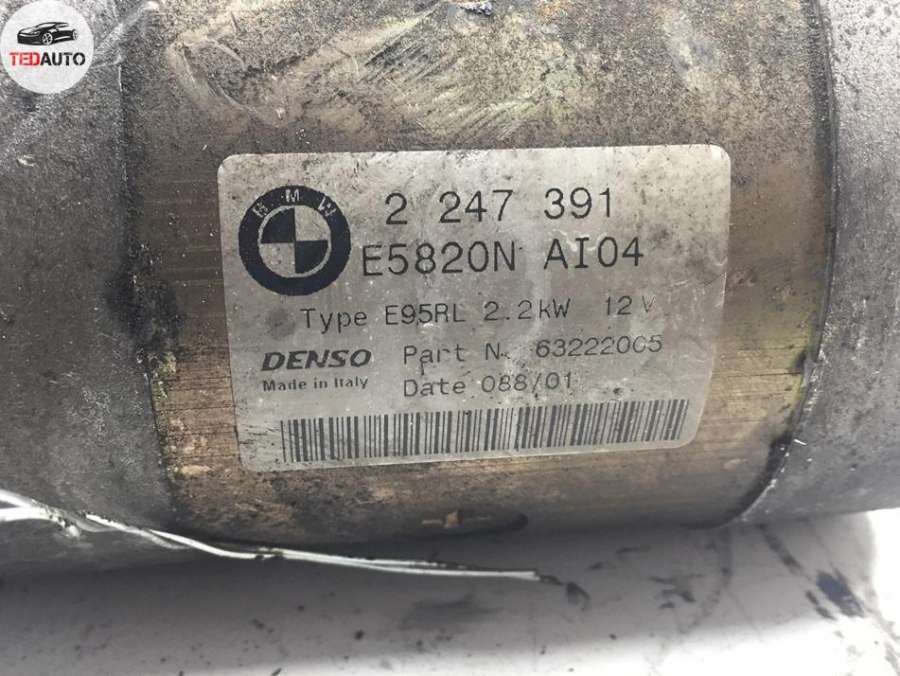 TEDAUTO
BMW
2 247 391
E5820N AI04
Type E95RL 2.2kW 12V
DENSO Part N. 63222005
Made in Italy Date 088/01